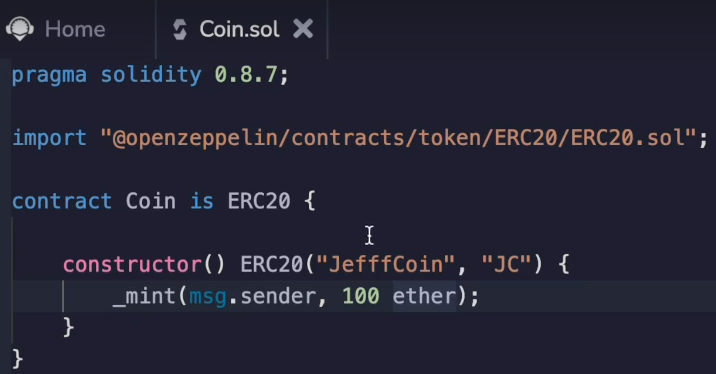 Home Coin.sol
pragma solidity 0.8.7;
import "@openzeppelin/contracts/token/ERC20/ERC20.sol";
contract Coin is ERC20 {
constructor() ERC20("JefffCoin", "JC") {
_mint(msg.sender, 100 ether);
}
}